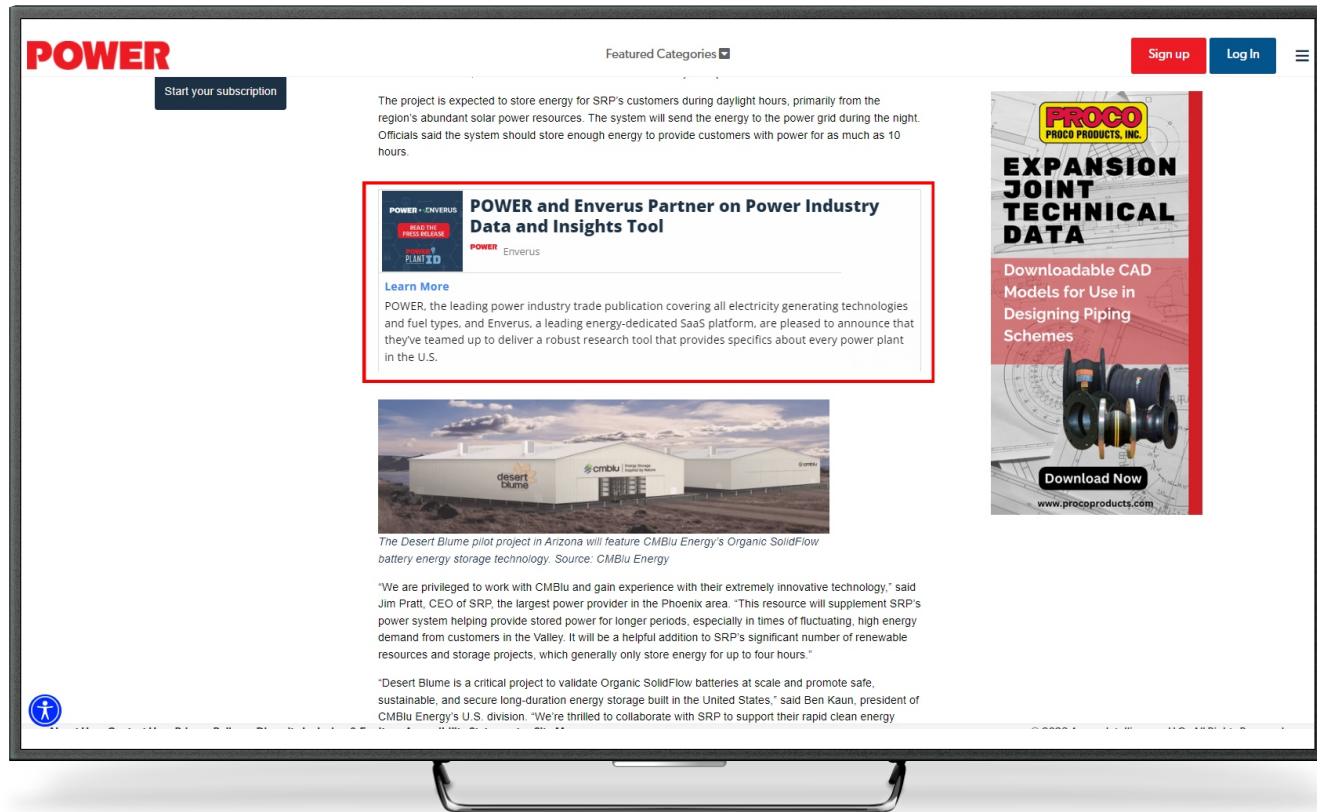 POWER
Featured Categories
Sign up
Log In
Start your subscription
The project is expected to store energy for SRP's customers during daylight hours, primarily from the
region's abundant solar power resources. The system will send the energy to the power grid during the night.
Officials said the system should store enough energy to provide customers with power for as much as 10
hours.
POWER + ENVERUS
READ THE
PRESS RELEASE
POWER
PLANT ID
POWER and Enverus Partner on Power Industry
Data and Insights Tool
POWER Enverus
Learn More
POWER, the leading power industry trade publication covering all electricity generating technologies
and fuel types, and Enverus, a leading energy-dedicated SaaS platform, are pleased to announce that
they've teamed up to deliver a robust research tool that provides specifics about every power plant
in the U.S.
desert
blume
cmblu Energy Storage
Inspired by Nature
cmblu
The Desert Blume pilot project in Arizona will feature CMBlu Energy's Organic SolidFlow
battery energy storage technology. Source: CMBlu Energy
"We are privileged to work with CMBlu and gain experience with their extremely innovative technology," said
Jim Pratt, CEO of SRP, the largest power provider in the Phoenix area. "This resource will supplement SRP's
power system helping provide stored power for longer periods, especially in times of fluctuating, high energy
demand from customers in the Valley. It will be a helpful addition to SRP's significant number of renewable
resources and storage projects, which generally only store energy for up to four hours."
"Desert Blume is a critical project to validate Organic SolidFlow batteries at scale and promote safe,
sustainable, and secure long-duration energy storage built in the United States," said Ben Kaun, president of
CMBlu Energy's U.S. division. "We're thrilled to collaborate with SRP to support their rapid clean energy
PROCO
PROCO PRODUCTS, INC.
EXPANSION
JOINT
TECHNICAL
DATA
Downloadable CAD
Models for Use in
Designing Piping
Schemes
Download Now
www.procoproducts.com